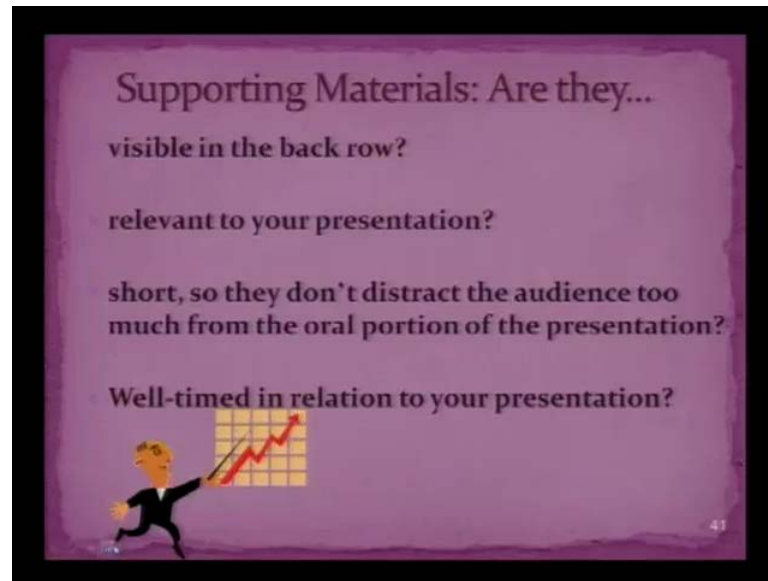 Supporting Materials: Are they...
visible in the back row?
relevant to your presentation?
short, so they don't distract the audience too
much from the oral portion of the presentation?
Well-timed in relation to your presentation?
41